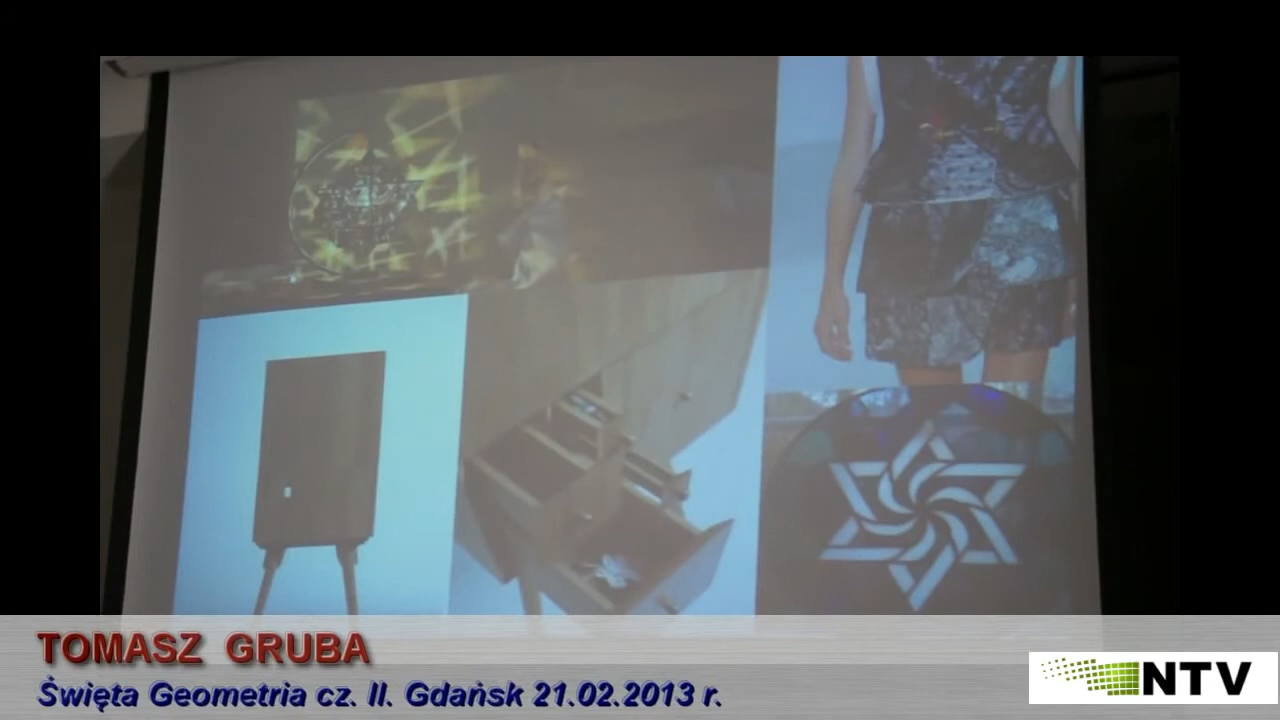 TOMASZ GRUBA
Święta Geometria cz. II. Gdańsk 21.02.2013 r.
NTV